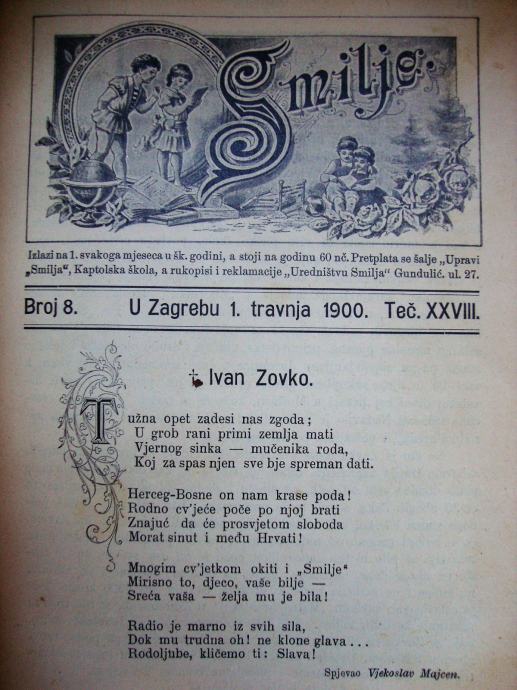 Smilje.
Izlazi na 1. svakoga mjeseca u šk. godini, a stoji na godinu 60 nč. Pretplata se šalje „Upravi
„Smilja“, Kaptolska škola, a rukopisi i reklamacije „Uredništvu Smilja“ Gundulić. ul. 27.
Broj 8. U Zagrebu 1. travnja 1900. Teč. XXVIII.
† Ivan Zovko.
Tužna opet zadesi nas zgoda;
U grob rani primi zemlja mati
Vjernog sinka — mučenika roda,
Koj za spas njen sve bje spreman dati.
Herceg-Bosne on nam krase poda!
Rodno cv'jeće poče po njoj brati
Znajuć da će prosvjetom sloboda
Morat sinut i među Hrvati!
Mnogim cv'jetkom okiti i „Smilje“
Mirisno to, djeco, vaše bilje —
Sreća vaša — želja mu je bila!
Radio je marno iz svih sila,
Dok mu trudna oh! ne klone glava...
Rodoljube, kličemo ti: Slava!
Spjevao Vjekoslav Majcen.